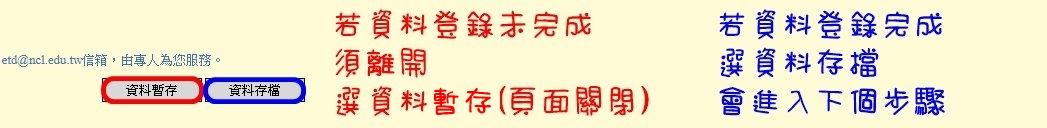 若資料登錄未完成
須離開
選資料暫存(頁面關閉)
若資料登錄完成
選資料存擋
會進入下個步驟
etd@ncl.edu.tw信箱，由專人為您服務。
資料暫存
資料存檔